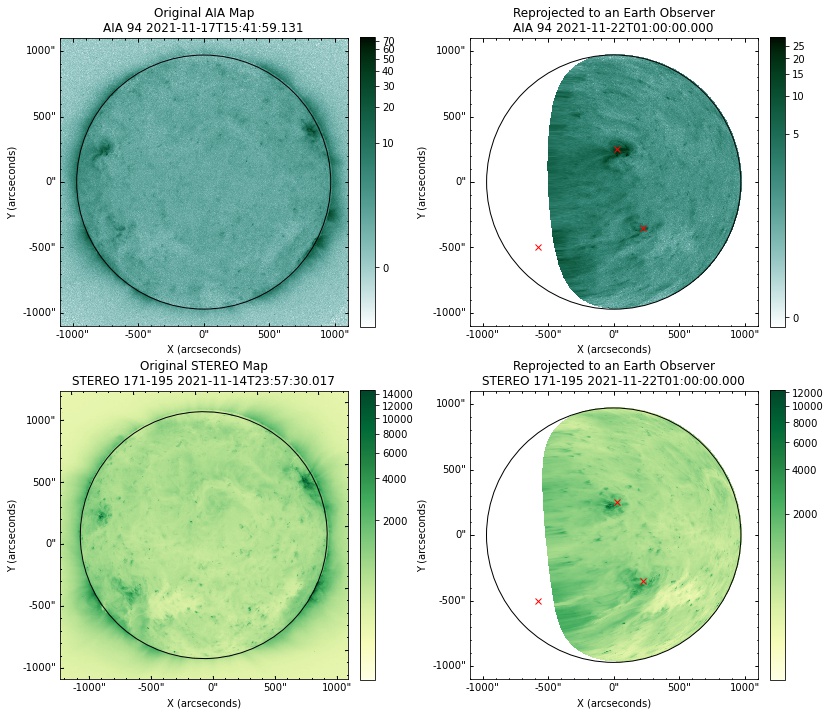 Original AIA Map
AIA 94 2021-11-17T15:41:59.131
1000"
500"
0"
-500"
-1000"
Y (arcseconds)
-1000" -500" 0" 500" 1000"
X (arcseconds)
70
60
50
40
30
20
10
0
Reprojected to an Earth Observer
AIA 94 2021-11-22T01:00:00.000
1000"
500"
0"
-500"
-1000"
Y (arcseconds)
-1000" -500" 0" 500" 1000"
X (arcseconds)
25
20
15
10
5
0
Original STEREO Map
STEREO 171-195 2021-11-14T23:57:30.017
1000"
500"
0"
-500"
-1000"
Y (arcseconds)
-1000" -500" 0" 500" 1000"
X (arcseconds)
14000
12000
10000
8000
6000
4000
2000
Reprojected to an Earth Observer
STEREO 171-195 2021-11-22T01:00:00.000
1000"
500"
0"
-500"
-1000"
Y (arcseconds)
-1000" -500" 0" 500" 1000"
X (arcseconds)
12000
10000
8000
6000
4000
2000